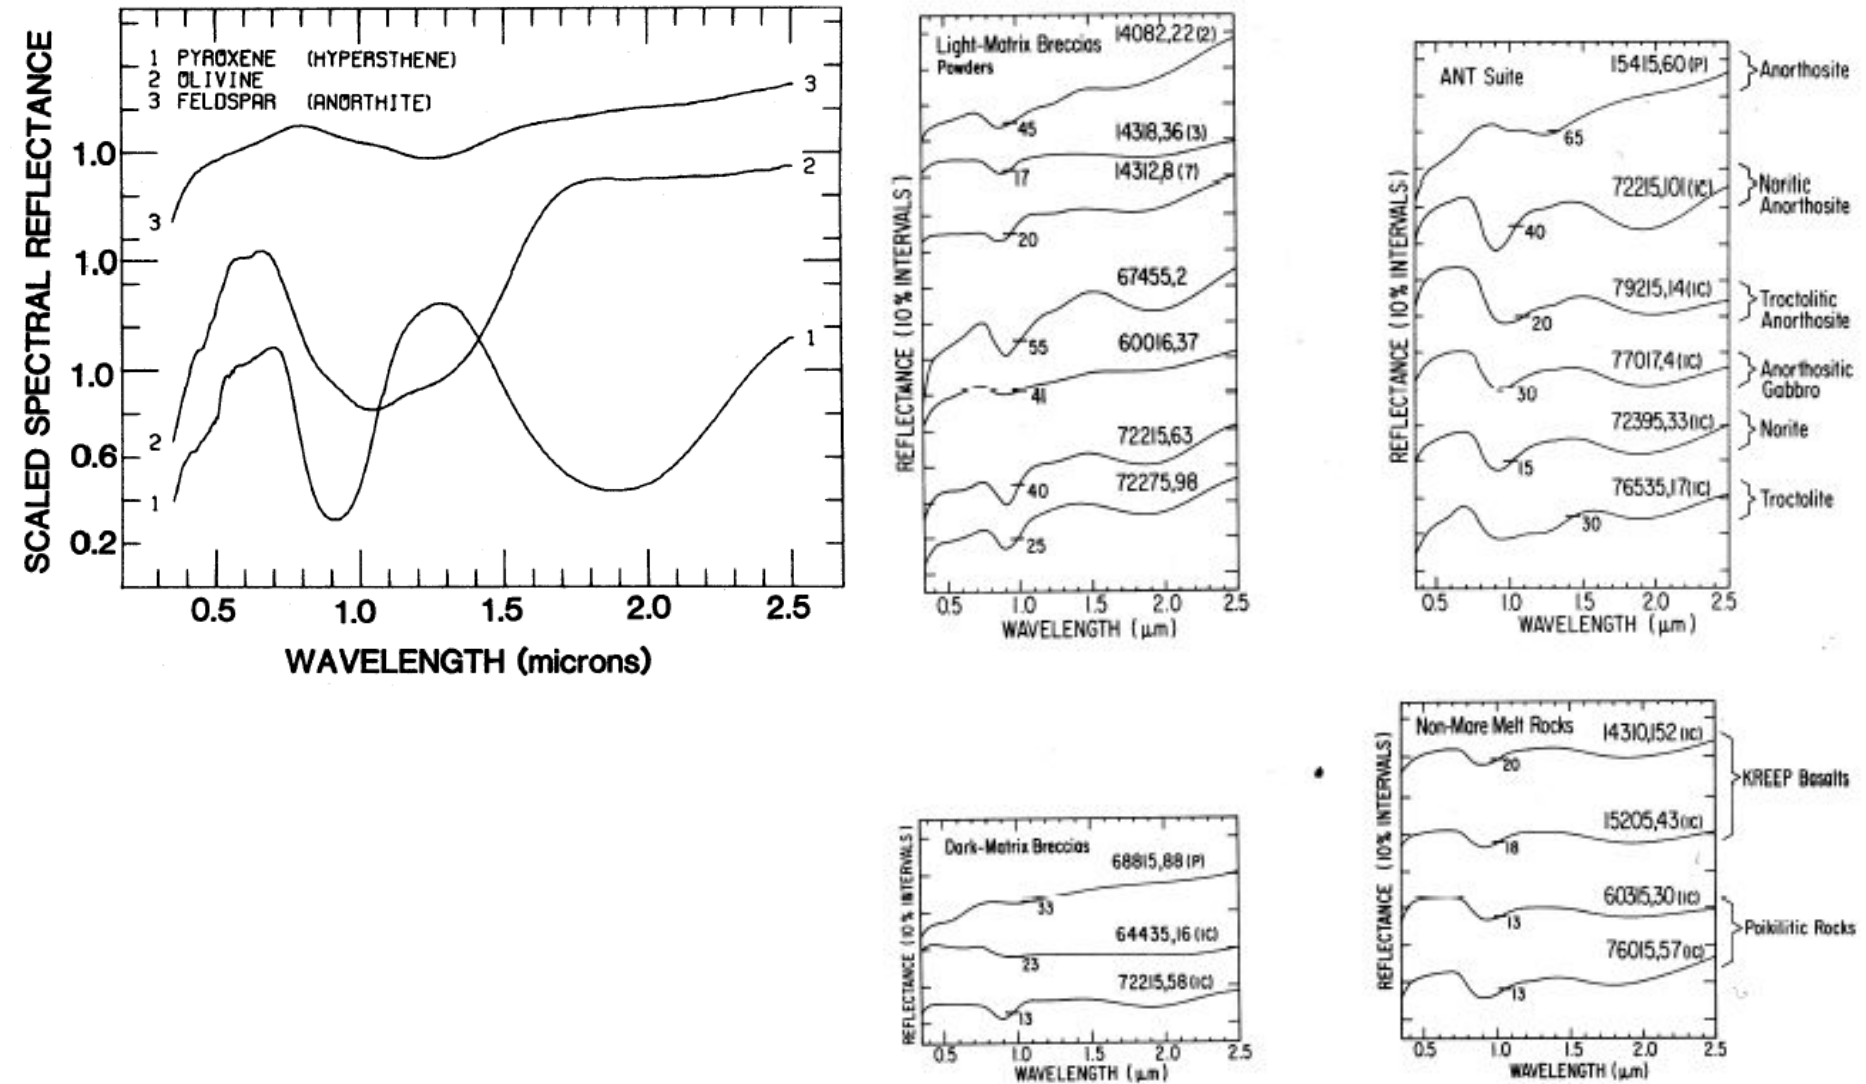 SCALED SPECTRAL REFLECTANCE
1 PYROXENE (HYPERSTHENE)
2 OLIVINE
3 FELDSPAR (ANORTHITE)
3
1.0
2
3
1.0
1
1.0
2
0.6
1
0.2
0.5 1.0 1.5 2.0 2.5
WAVELENGTH (microns)
REFLECTANCE (10% INTERVALS)
Light-Matrix Breccias
Powders
14082,22(2)
45
14318,36(3)
17
14312,8(7)
20
67455,2
55
60016,37
41
72215,63
40
72275,98
25
0.5 1.0 1.5 2.0 2.5
WAVELENGTH (μm)
REFLECTANCE (10% INTERVALS)
ANT Suite
15415,60(P) Anorthosite
65
72215,101(IC) Noritic
Anorthosite
40
79215,14(IC) Troctolitic
Anorthosite
20
77017,4(IC) Anorthositic
Gabbro
30
72395,33(IC) Norite
15
76535,17(IC) Troctolite
30
0.5 1.0 1.5 2.0 2.5
WAVELENGTH (μm)
REFLECTANCE (10% INTERVALS)
Dark-Matrix Breccias
68815,88(P)
33
64435,16(IC)
23
72215,58(IC)
13
0.5 1.0 1.5 2.0 2.5
WAVELENGTH (μm)
REFLECTANCE (10% INTERVALS)
Non-Mare Melt Rocks
14310,152(IC)
20
KREEP Basalts
15205,43(IC)
18
60315,30(IC)
13
Poikilitic Rocks
76015,57(IC)
13
0.5 1.0 1.5 2.0 2.5
WAVELENGTH (μm)